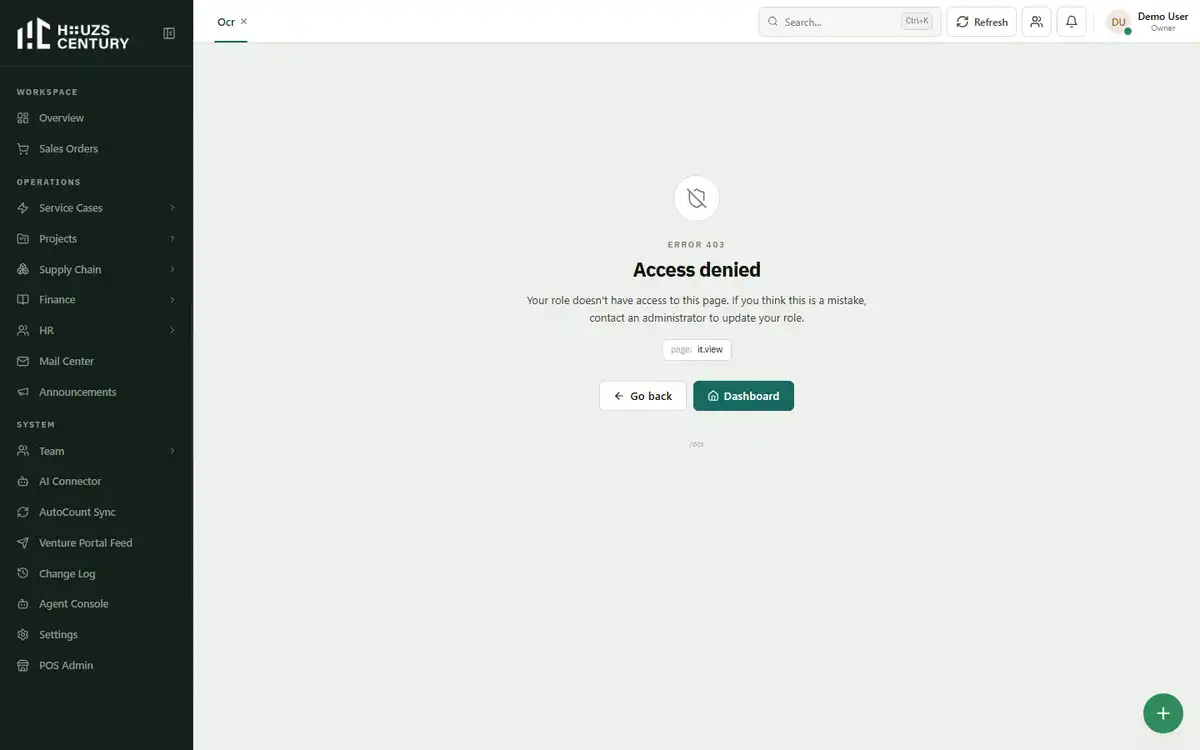 HOUZS
CENTURY
WORKSPACE
Overview
Sales Orders
OPERATIONS
Service Cases
Projects
Supply Chain
Finance
HR
Mail Center
Announcements
SYSTEM
Team
AI Connector
AutoCount Sync
Venture Portal Feed
Change Log
Agent Console
Settings
POS Admin
Ocr
Search...
Ctrl+K
Refresh
DU
Demo User
Owner
ERROR 403
Access denied
Your role doesn't have access to this page. If you think this is a mistake,
contact an administrator to update your role.
page: it.view
Go back
Dashboard
/ocr